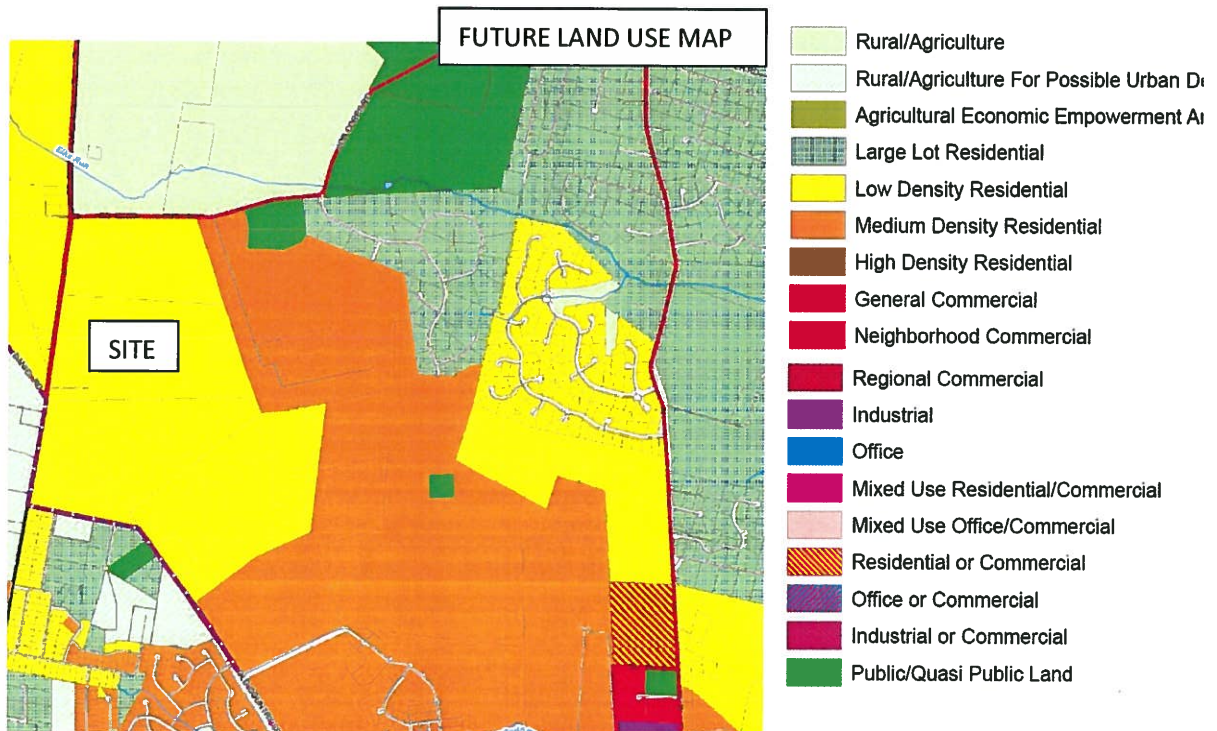 FUTURE LAND USE MAP
Elks Run
SITE
Rural/Agriculture
Rural/Agriculture For Possible Urban De
Agricultural Economic Empowerment Ar
Large Lot Residential
Low Density Residential
Medium Density Residential
High Density Residential
General Commercial
Neighborhood Commercial
Regional Commercial
Industrial
Office
Mixed Use Residential/Commercial
Mixed Use Office/Commercial
Residential or Commercial
Office or Commercial
Industrial or Commercial
Public/Quasi Public Land